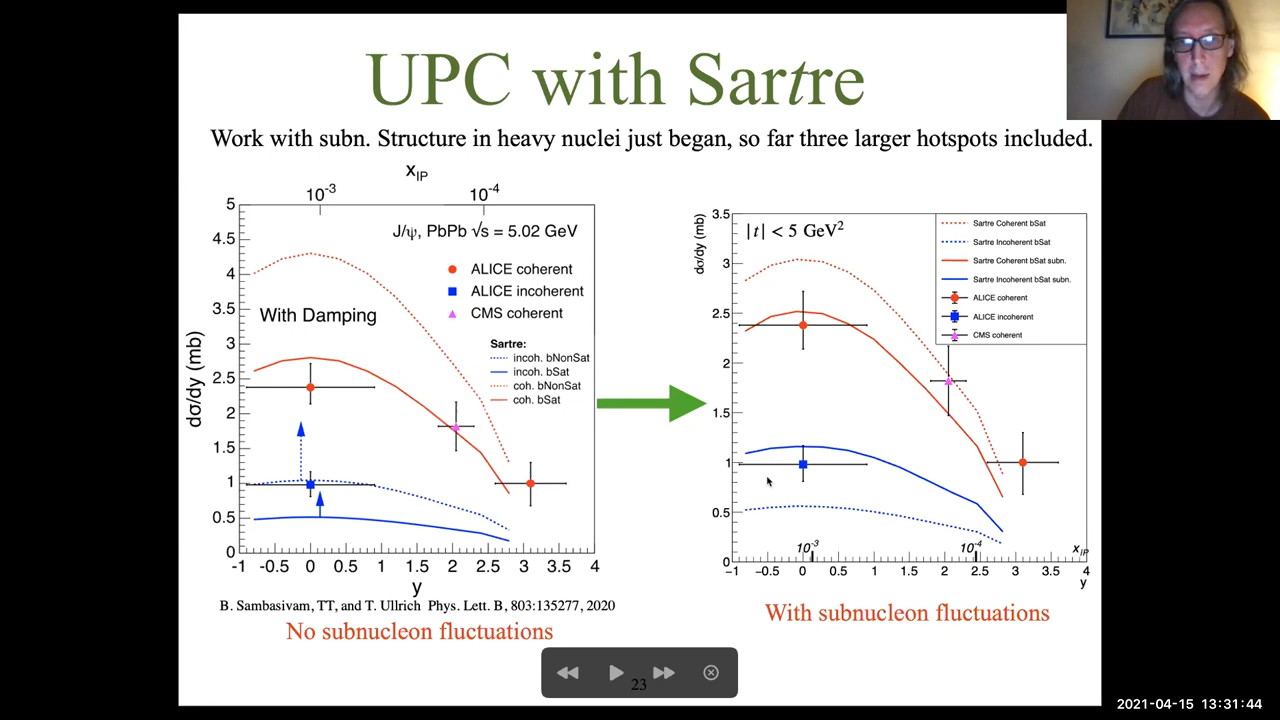 UPC with Sartre
Work with subn. Structure in heavy nuclei just began, so far three larger hotspots included.
x_IP
10^-3
10^-4
5
4.5
4
3.5
3
2.5
2
1.5
1
0.5
0
dσ/dy (mb)
J/ψ, PbPb √s = 5.02 GeV
ALICE coherent
ALICE incoherent
CMS coherent
With Damping
Sartre:
incoh. bNonSat
incoh. bSat
coh. bNonSat
coh. bSat
-1 -0.5 0 0.5 1 1.5 2 2.5 3 3.5 4
y
B. Sambasivam, TT, and T. Ullrich Phys. Lett. B, 803:135277, 2020
No subnucleon fluctuations
3.5
3
2.5
2
1.5
1
0.5
0
dσ/dy (mb)
|t| < 5 GeV²
Sartre Coherent bSat
Sartre Incoherent bSat
Sartre Coherent bSat subn.
Sartre Incoherent bSat subn.
ALICE coherent
ALICE incoherent
CMS coherent
10^-3
10^-4
x_IP
-1 -0.5 0 0.5 1 1.5 2 2.5 3 3.5 4
y
With subnucleon fluctuations
23
2021-04-15 13:31:44